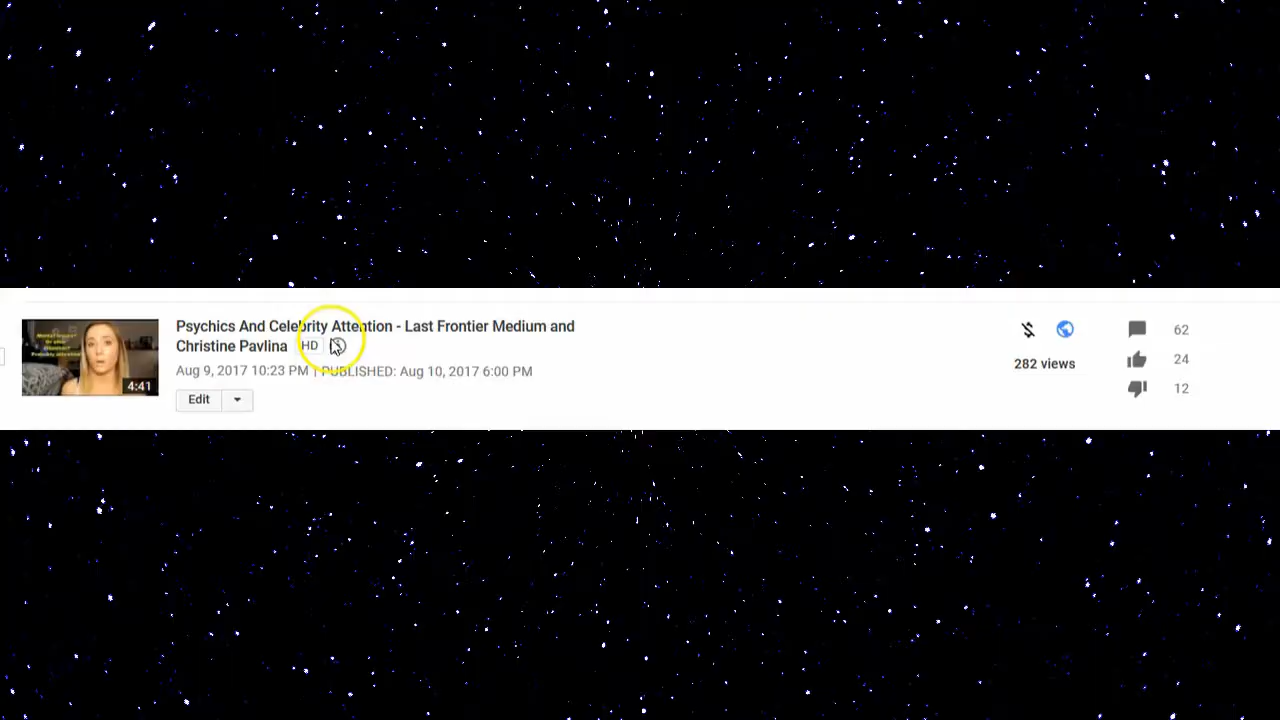 Psychics And Celebrity Attention - Last Frontier Medium and
Christine Pavlina HD
Aug 9, 2017 10:23 PM | PUBLISHED: Aug 10, 2017 6:00 PM
Edit
4:41
282 views
62
24
12